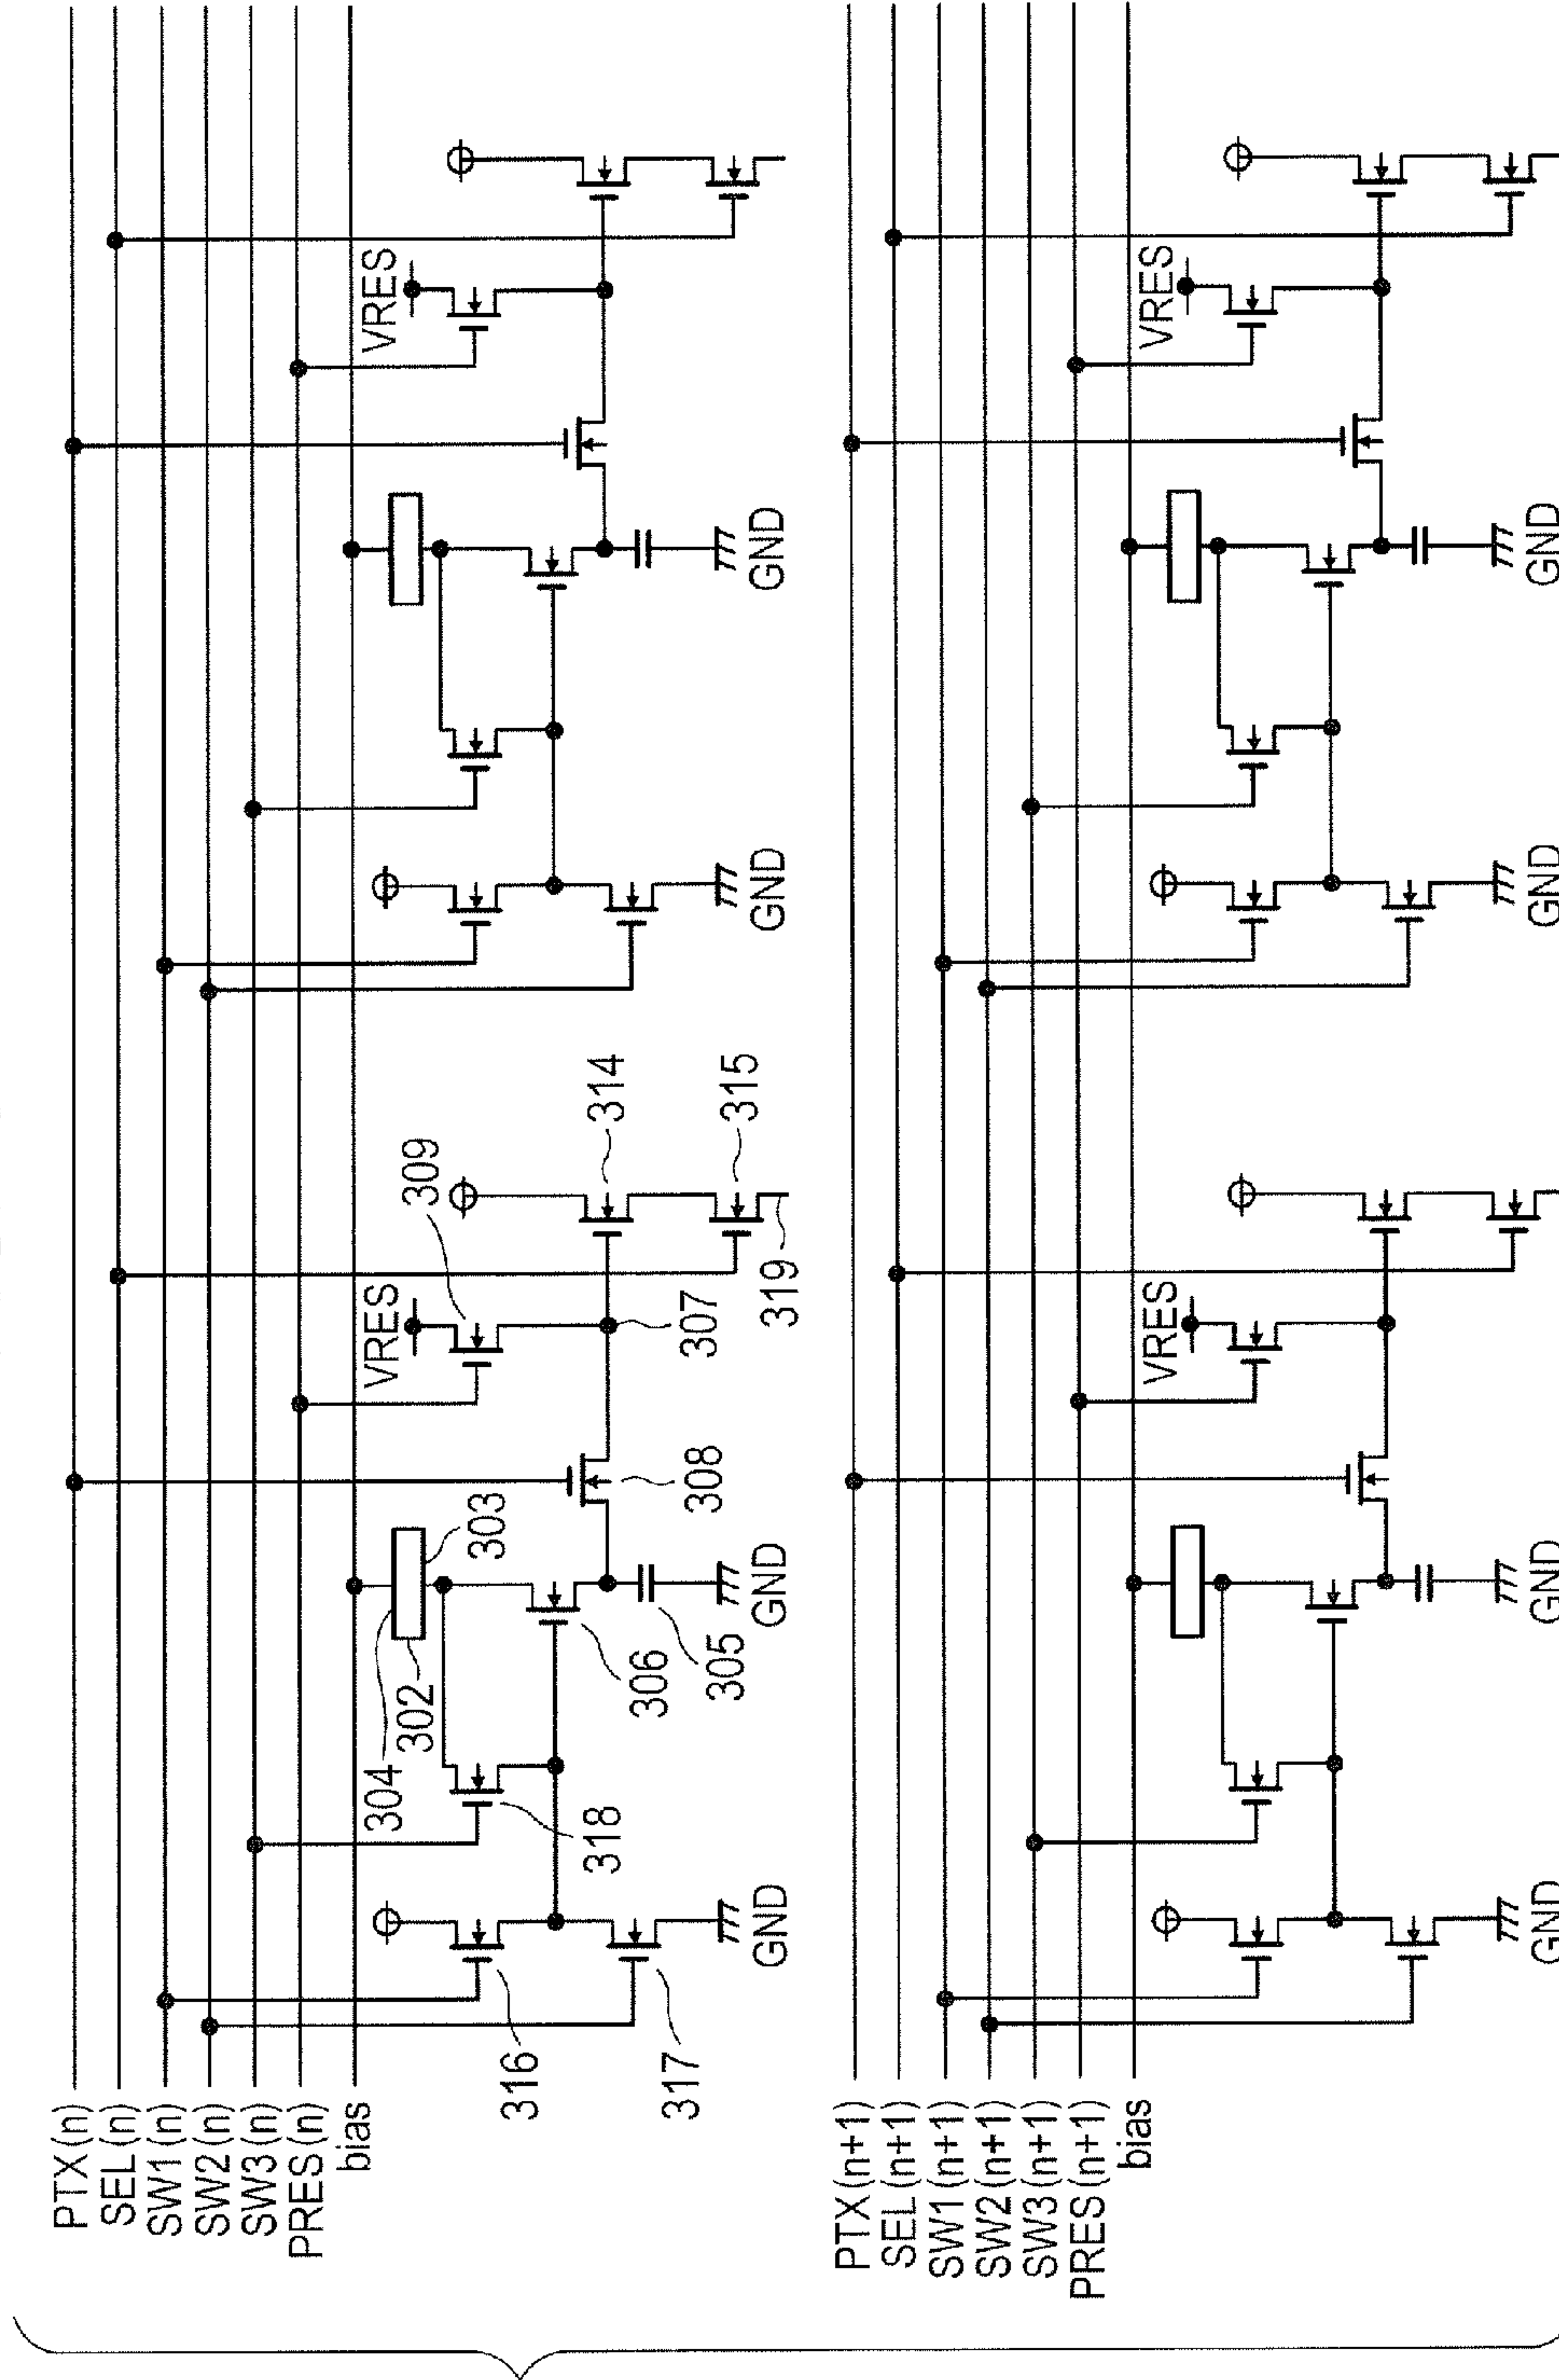 PTX(n)
SEL(n)
SW1(n)
SW2(n)
SW3(n)
PRES(n)
bias
316
317
GND
304
302
318
303
306
305
GND
308
VRES
309
307
314
315
319
GND
GND
VRES
PTX(n+1)
SEL(n+1)
SW1(n+1)
SW2(n+1)
SW3(n+1)
PRES(n+1)
bias
GND
GND
VRES
GND
GND
VRES